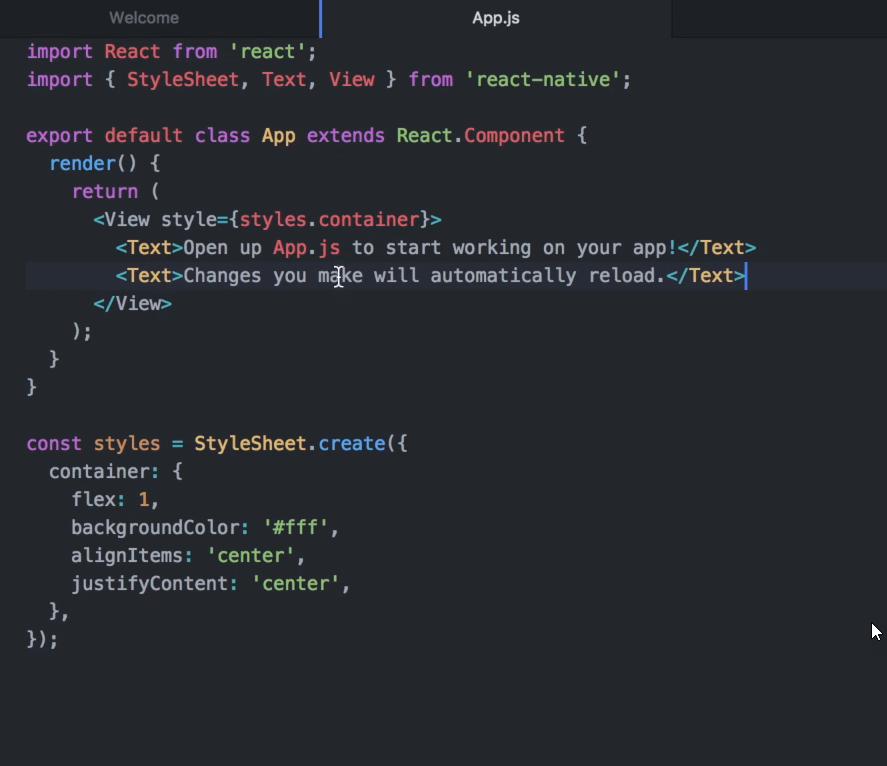 Welcome
App.js
import React from 'react';
import { StyleSheet, Text, View } from 'react-native';
export default class App extends React.Component {
  render() {
    return (
      <View style={styles.container}>
        <Text>Open up App.js to start working on your app!</Text>
        <Text>Changes you make will automatically reload.</Text>
      </View>
    );
  }
}
const styles = StyleSheet.create({
  container: {
    flex: 1,
    backgroundColor: '#fff',
    alignItems: 'center',
    justifyContent: 'center',
  },
});